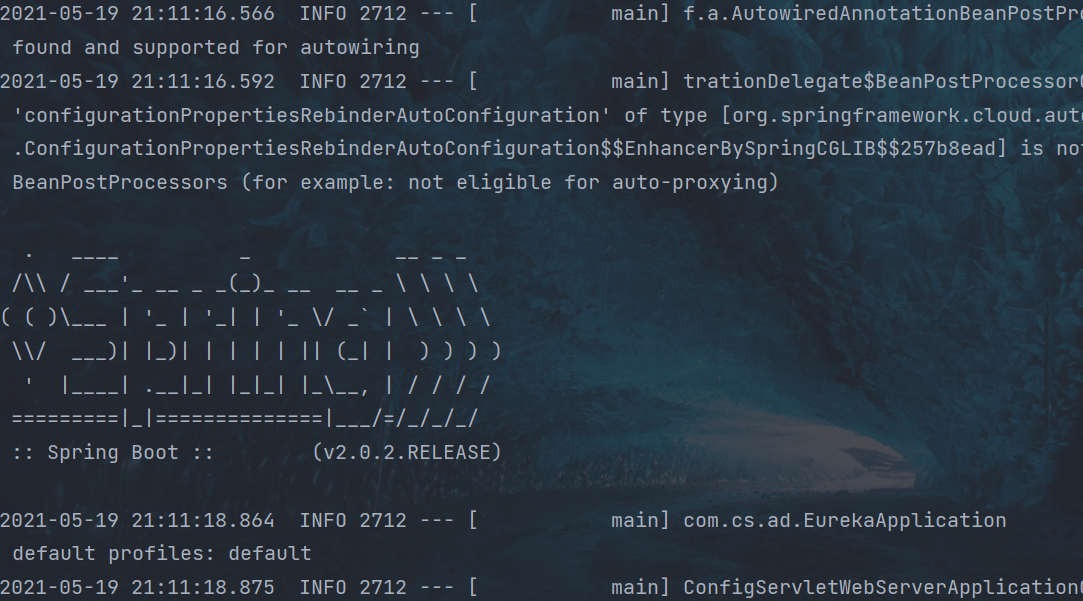 2021-05-19 21:11:16.566  INFO 2712 --- [           main] f.a.AutowiredAnnotationBeanPostPro
 found and supported for autowiring
2021-05-19 21:11:16.592  INFO 2712 --- [           main] trationDelegate$BeanPostProcessor
 'configurationPropertiesRebinderAutoConfiguration' of type [org.springframework.cloud.auto
 .ConfigurationPropertiesRebinderAutoConfiguration$$EnhancerBySpringCGLIB$$257b8ead] is not
 BeanPostProcessors (for example: not eligible for auto-proxying)

  .   ____          _            __ _ _
 /\\ / ___'_ __ _ _(_)_ __  __ _ \ \ \ \
( ( )\___ | '_ | '_| | '_ \/ _` | \ \ \ \
 \\/  ___)| |_)| | | | | || (_| |  ) ) ) )
  '  |____| .__|_| |_|_| |_\__, | / / / /
 =========|_|==============|___/=/_/_/_/
 :: Spring Boot ::        (v2.0.2.RELEASE)

2021-05-19 21:11:18.864  INFO 2712 --- [           main] com.cs.ad.EurekaApplication
 default profiles: default
2021-05-19 21:11:18.875  INFO 2712 --- [           main] ConfigServletWebServerApplication